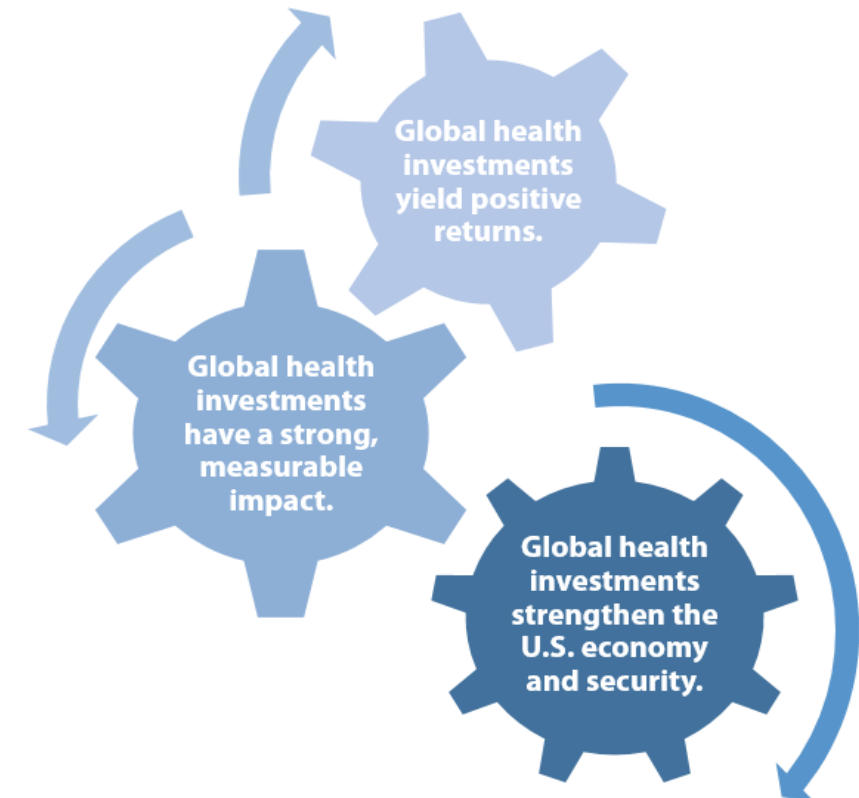 Global health
investments
yield positive
returns.
Global health
investments
have a strong,
measurable
impact.
Global health
investments
strengthen the
U.S. economy
and security.